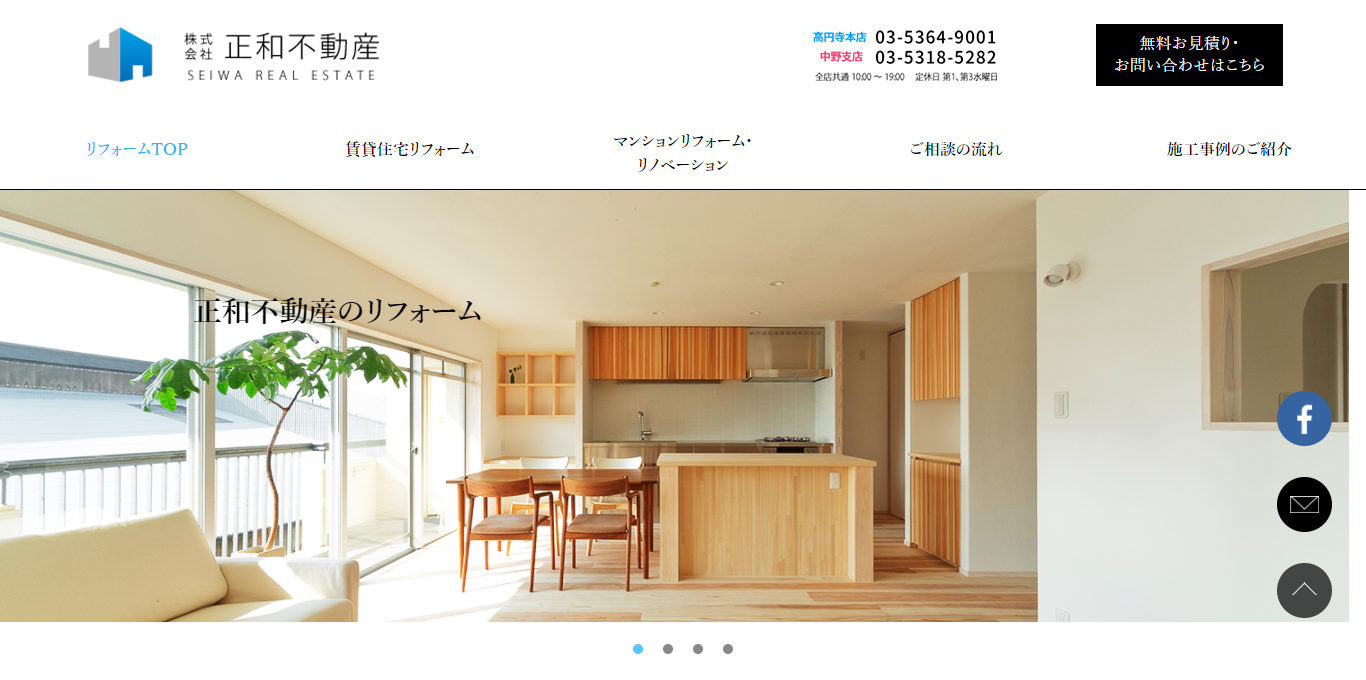 株式会社 正和不動産
SEIWA REAL ESTATE
高円寺本店 03-5364-9001
中野支店 03-5318-5282
全店共通 10:00 〜 19:00 定休日 第1、第3水曜日
無料お見積り・
お問い合わせはこちら
リフォームTOP
賃貸住宅リフォーム
マンションリフォーム・
リノベーション
ご相談の流れ
施工事例のご紹介
正和不動産のリフォーム